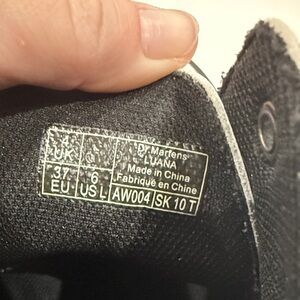 4 UK
Dr. Martens
LUANA
Made in China
Fabriqué en Chine
37 EU
6 US L
AW004
SK 10 T